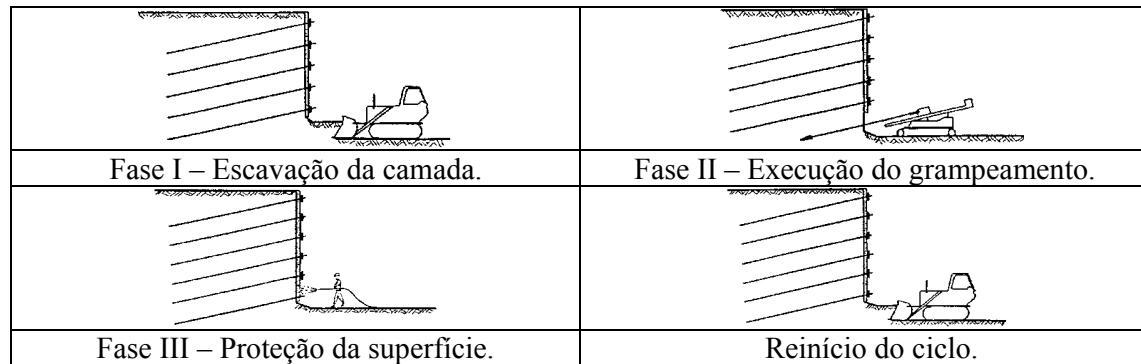 Fase I – Escavação da camada.
Fase II – Execução do grampeamento.
Fase III – Proteção da superfície.
Reinício do ciclo.